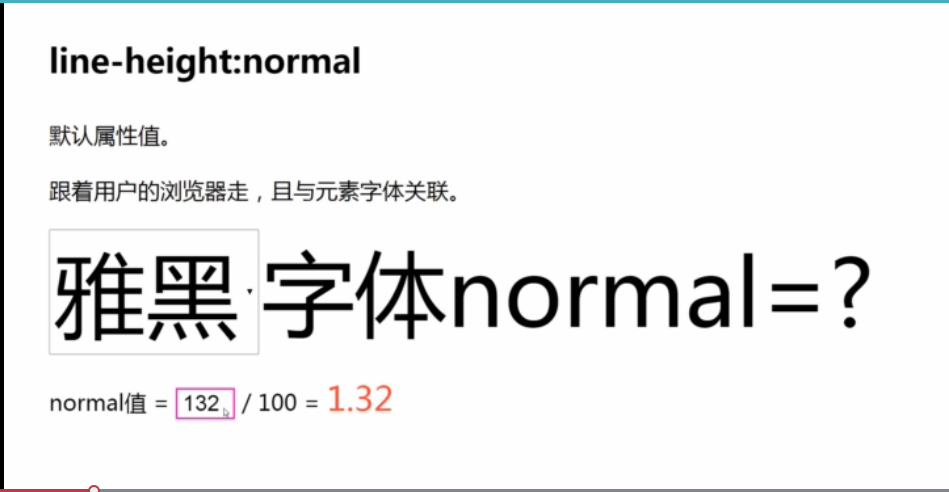 line-height:normal
默认属性值。
跟着用户的浏览器走，且与元素字体关联。
雅黑字体normal=?
normal值 = 132 / 100 = 1.32